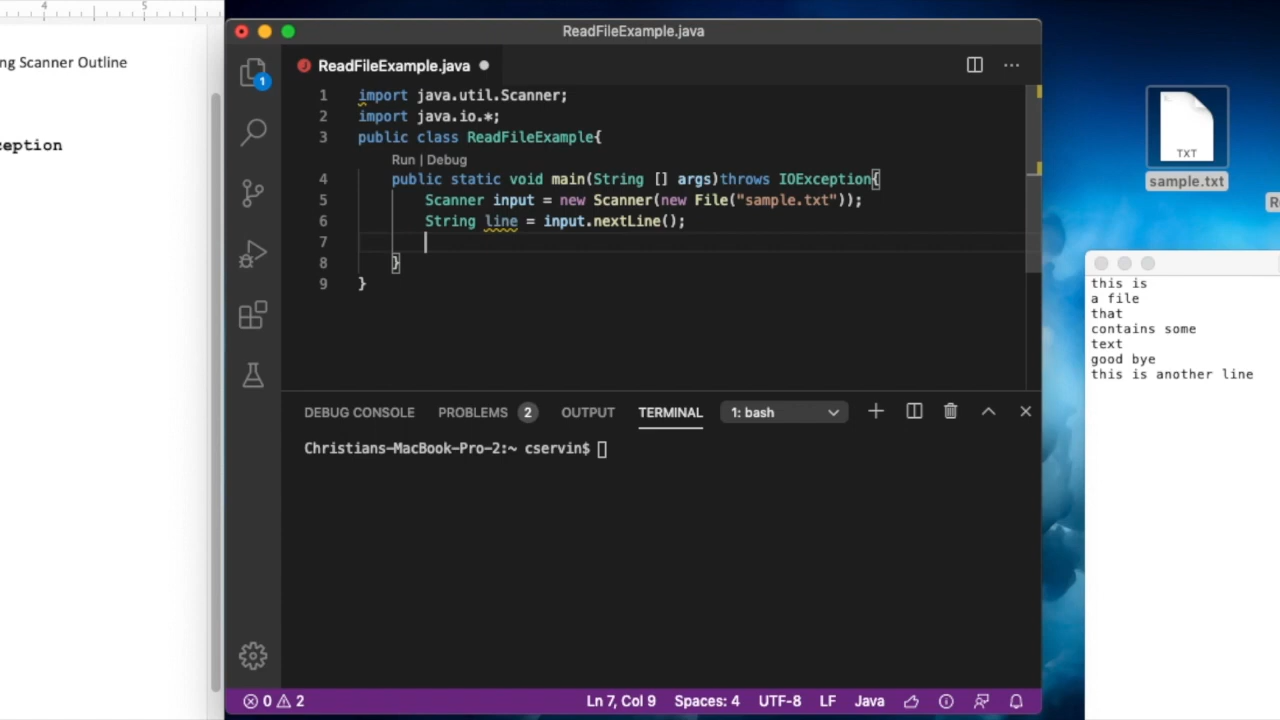 4 5
ng Scanner Outline
ception
ReadFileExample.java
ReadFileExample.java
1 import java.util.Scanner;
2 import java.io.*;
3 public class ReadFileExample{
Run | Debug
4 public static void main(String [] args)throws IOException{
5 Scanner input = new Scanner(new File("sample.txt"));
6 String line = input.nextLine();
7
8 }
9 }
1
DEBUG CONSOLE PROBLEMS 2 OUTPUT TERMINAL 1: bash
Christians-MacBook-Pro-2:~ cservin$
0 2 Ln 7, Col 9 Spaces: 4 UTF-8 LF Java
TXT
sample.txt
this is
a file
that
contains some
text
good bye
this is another line